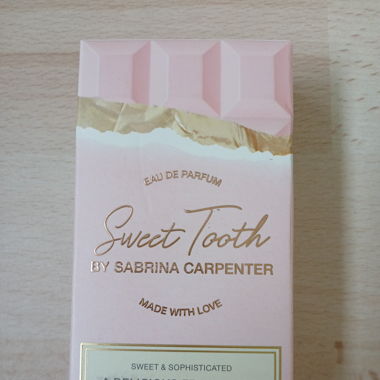 EAU DE PARFUM
Sweet Tooth
BY SABRINA CARPENTER
MADE WITH LOVE
SWEET & SOPHISTICATED